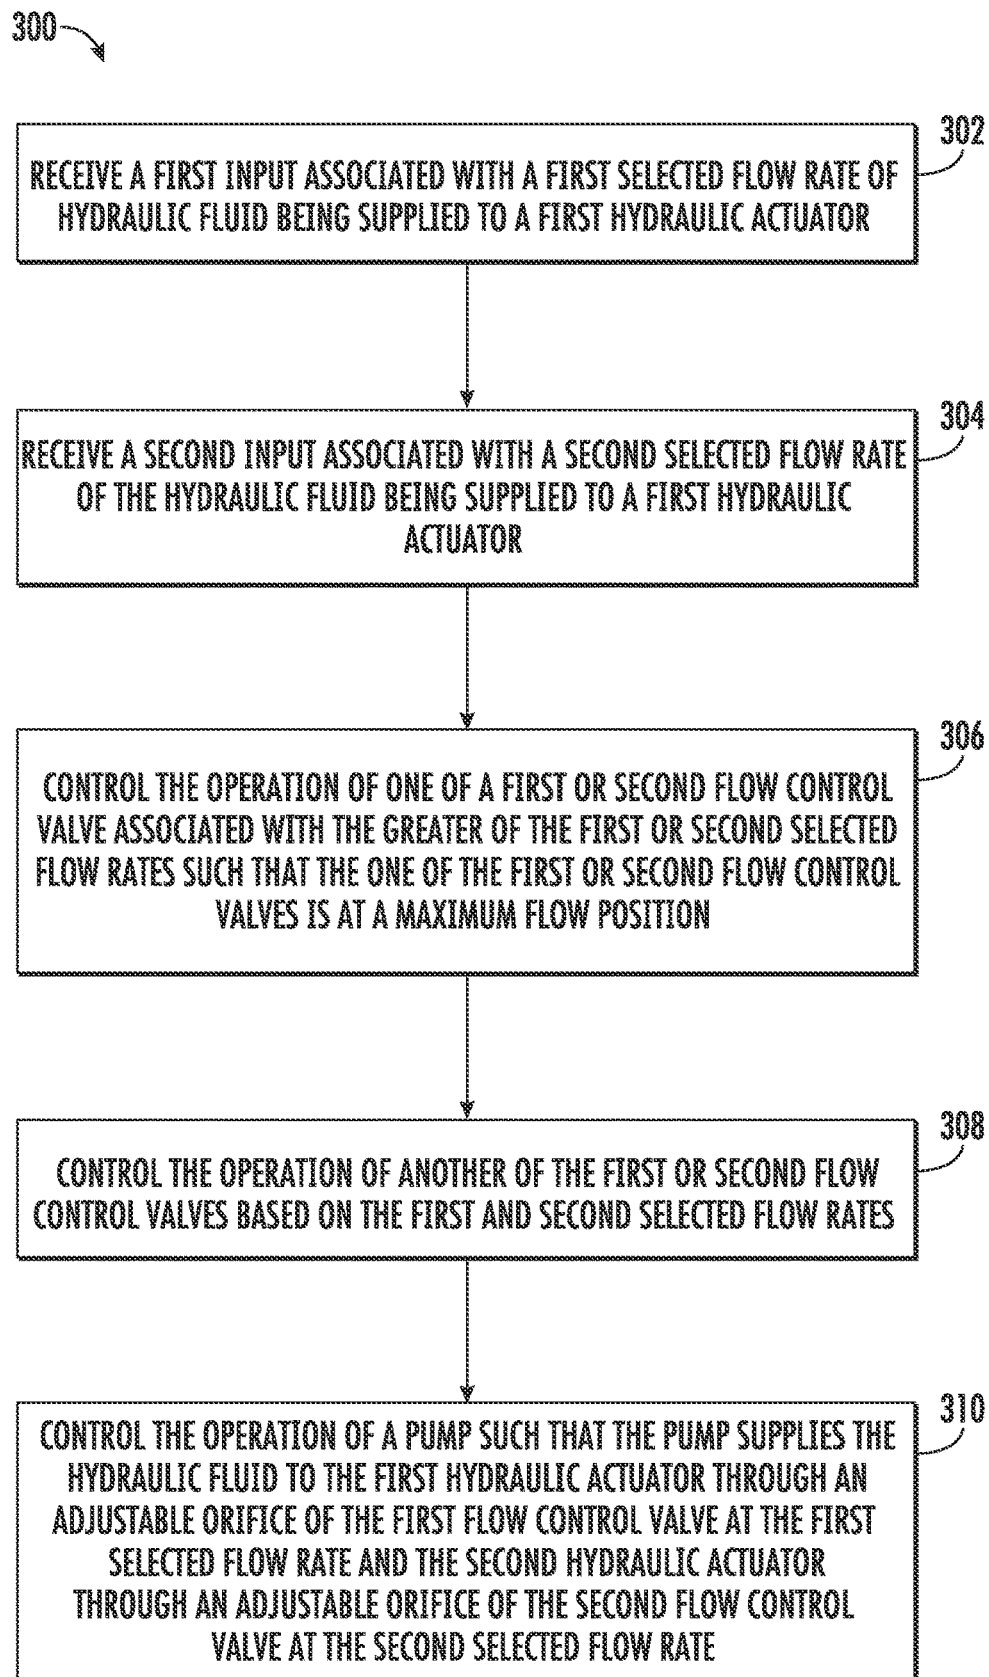 300
302
RECEIVE A FIRST INPUT ASSOCIATED WITH A FIRST SELECTED FLOW RATE OF
HYDRAULIC FLUID BEING SUPPLIED TO A FIRST HYDRAULIC ACTUATOR
304
RECEIVE A SECOND INPUT ASSOCIATED WITH A SECOND SELECTED FLOW RATE
OF THE HYDRAULIC FLUID BEING SUPPLIED TO A FIRST HYDRAULIC
ACTUATOR
306
CONTROL THE OPERATION OF ONE OF A FIRST OR SECOND FLOW CONTROL
VALVE ASSOCIATED WITH THE GREATER OF THE FIRST OR SECOND SELECTED
FLOW RATES SUCH THAT THE ONE OF THE FIRST OR SECOND FLOW CONTROL
VALVES IS AT A MAXIMUM FLOW POSITION
308
CONTROL THE OPERATION OF ANOTHER OF THE FIRST OR SECOND FLOW
CONTROL VALVES BASED ON THE FIRST AND SECOND SELECTED FLOW RATES
310
CONTROL THE OPERATION OF A PUMP SUCH THAT THE PUMP SUPPLIES THE
HYDRAULIC FLUID TO THE FIRST HYDRAULIC ACTUATOR THROUGH AN
ADJUSTABLE ORIFICE OF THE FIRST FLOW CONTROL VALVE AT THE FIRST
SELECTED FLOW RATE AND THE SECOND HYDRAULIC ACTUATOR
THROUGH AN ADJUSTABLE ORIFICE OF THE SECOND FLOW CONTROL
VALVE AT THE SECOND SELECTED FLOW RATE